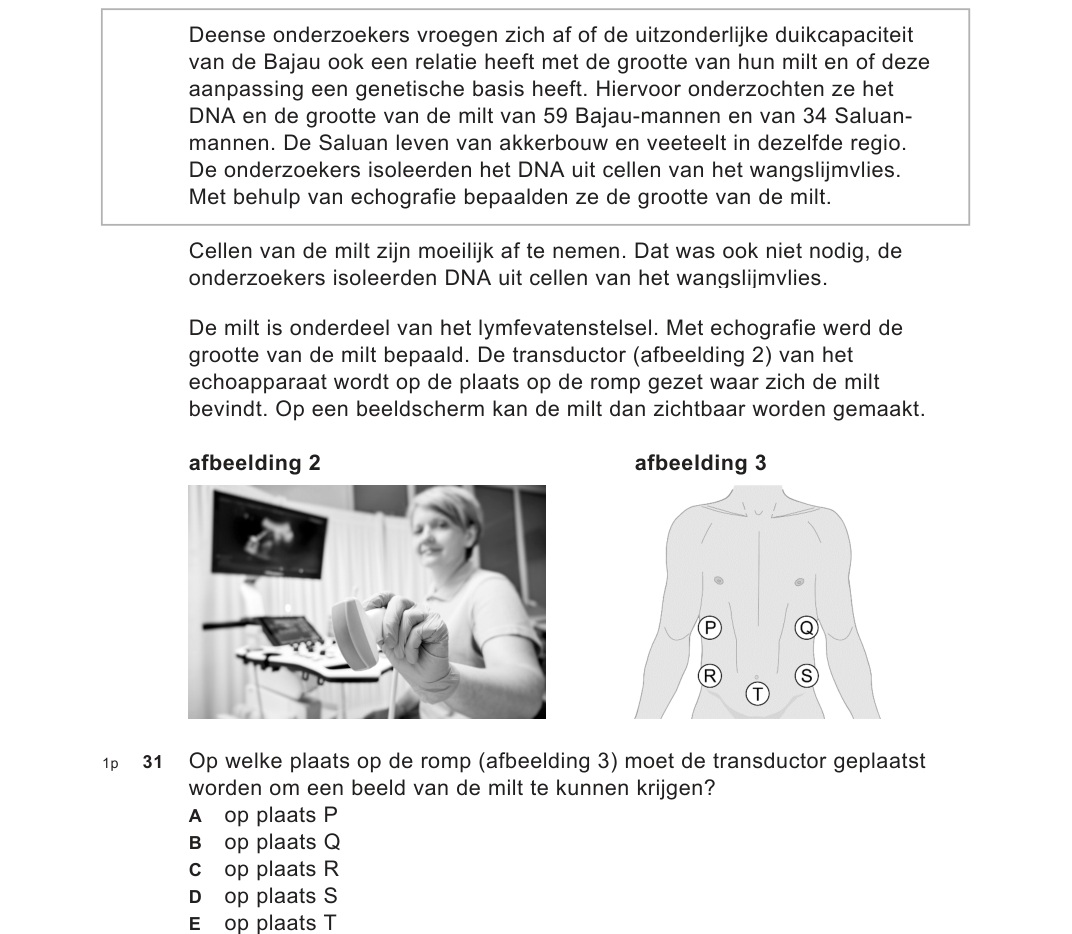 Deense onderzoekers vroegen zich af of de uitzonderlijke duikcapaciteit
van de Bajau ook een relatie heeft met de grootte van hun milt en of deze
aanpassing een genetische basis heeft. Hiervoor onderzochten ze het
DNA en de grootte van de milt van 59 Bajau-mannen en van 34 Saluan-
mannen. De Saluan leven van akkerbouw en veeteelt in dezelfde regio.
De onderzoekers isoleerden het DNA uit cellen van het wangslijmvlies.
Met behulp van echografie bepaalden ze de grootte van de milt.
Cellen van de milt zijn moeilijk af te nemen. Dat was ook niet nodig, de
onderzoekers isoleerden DNA uit cellen van het wangslijmvlies.
De milt is onderdeel van het lymfevatenstelsel. Met echografie werd de
grootte van de milt bepaald. De transductor (afbeelding 2) van het
echoapparaat wordt op de plaats op de romp gezet waar zich de milt
bevindt. Op een beeldscherm kan de milt dan zichtbaar worden gemaakt.
afbeelding 2
afbeelding 3
P
Q
R
S
T
1p 31 Op welke plaats op de romp (afbeelding 3) moet de transductor geplaatst
worden om een beeld van de milt te kunnen krijgen?
A op plaats P
B op plaats Q
C op plaats R
D op plaats S
E op plaats T